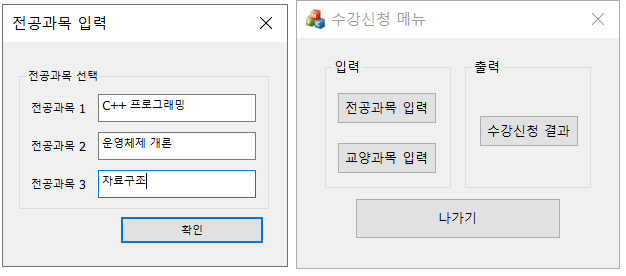 전공과목 입력
전공과목 선택
전공과목 1 C++ 프로그래밍
전공과목 2 운영체제 개론
전공과목 3 자료구조
확인
수강신청 메뉴
입력
전공과목 입력
교양과목 입력
출력
수강신청 결과
나가기